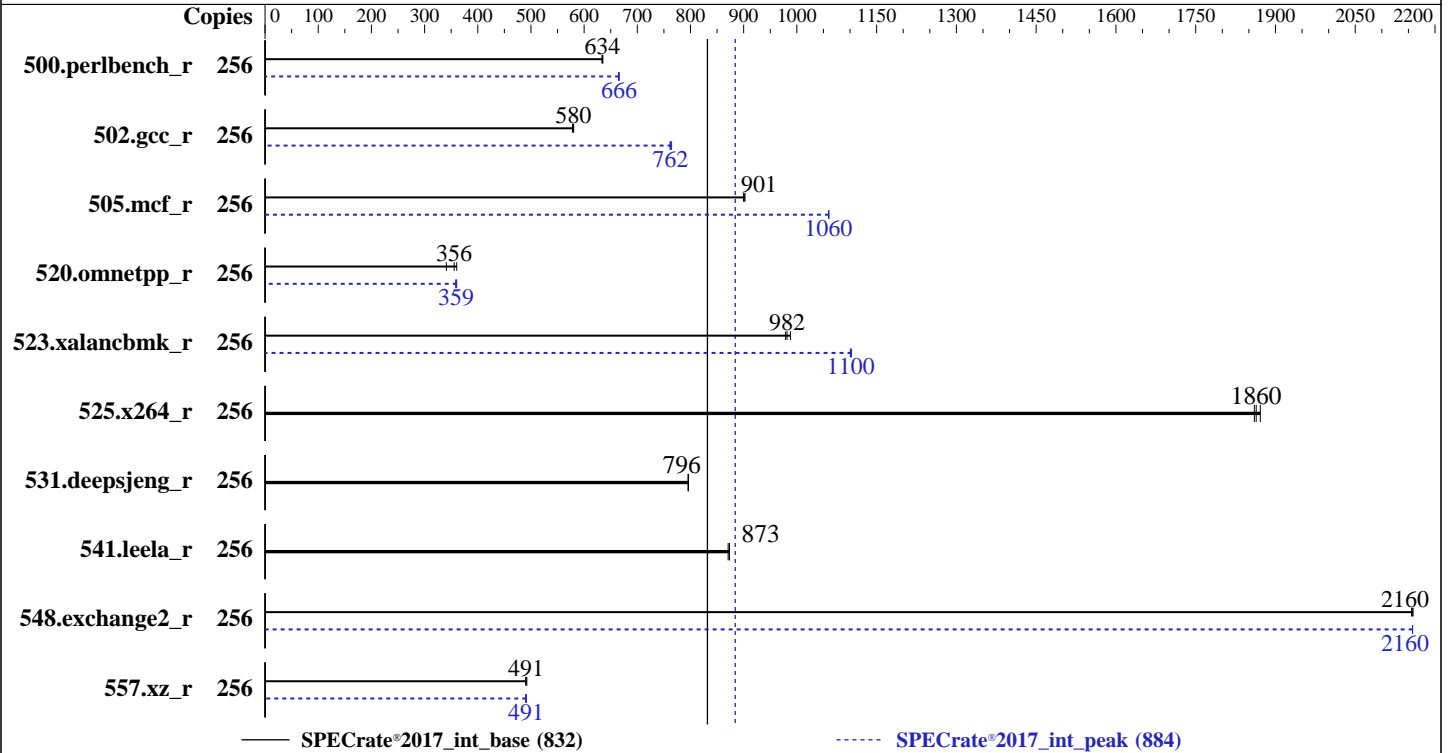 Copies 0 100 200 300 400 500 600 700 800 900 1000 1150 1300 1450 1600 1750 1900 2050 2200
500.perlbench_r 256 634
666
502.gcc_r 256 580
762
505.mcf_r 256 901
1060
520.omnetpp_r 256 356
359
523.xalancbmk_r 256 982
1100
525.x264_r 256 1860
531.deepsjeng_r 256 796
541.leela_r 256 873
548.exchange2_r 256 2160
2160
557.xz_r 256 491
491
SPECrate®2017_int_base (832) SPECrate®2017_int_peak (884)